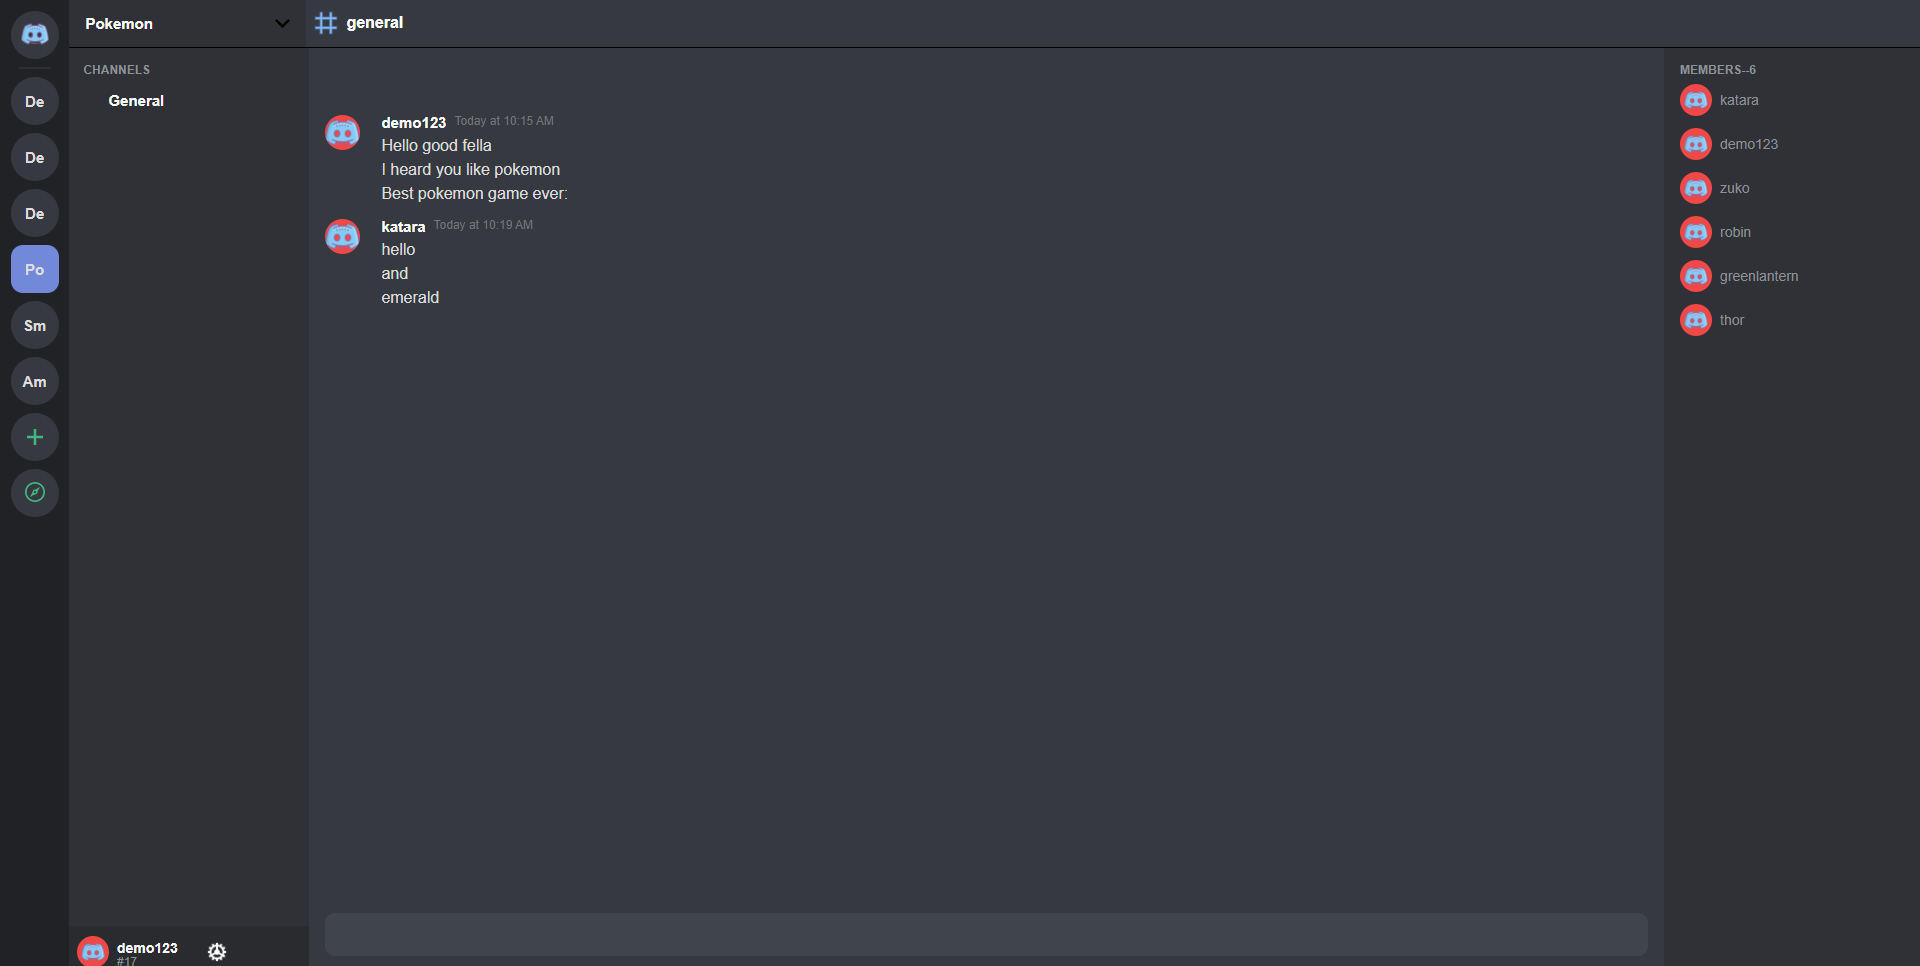 Pokemon
general
CHANNELS
General
De
De
De
Po
Sm
Am
demo123 Today at 10:15 AM
Hello good fella
I heard you like pokemon
Best pokemon game ever:
katara Today at 10:19 AM
hello
and
emerald
MEMBERS--6
katara
demo123
zuko
robin
greenlantern
thor
demo123
#17